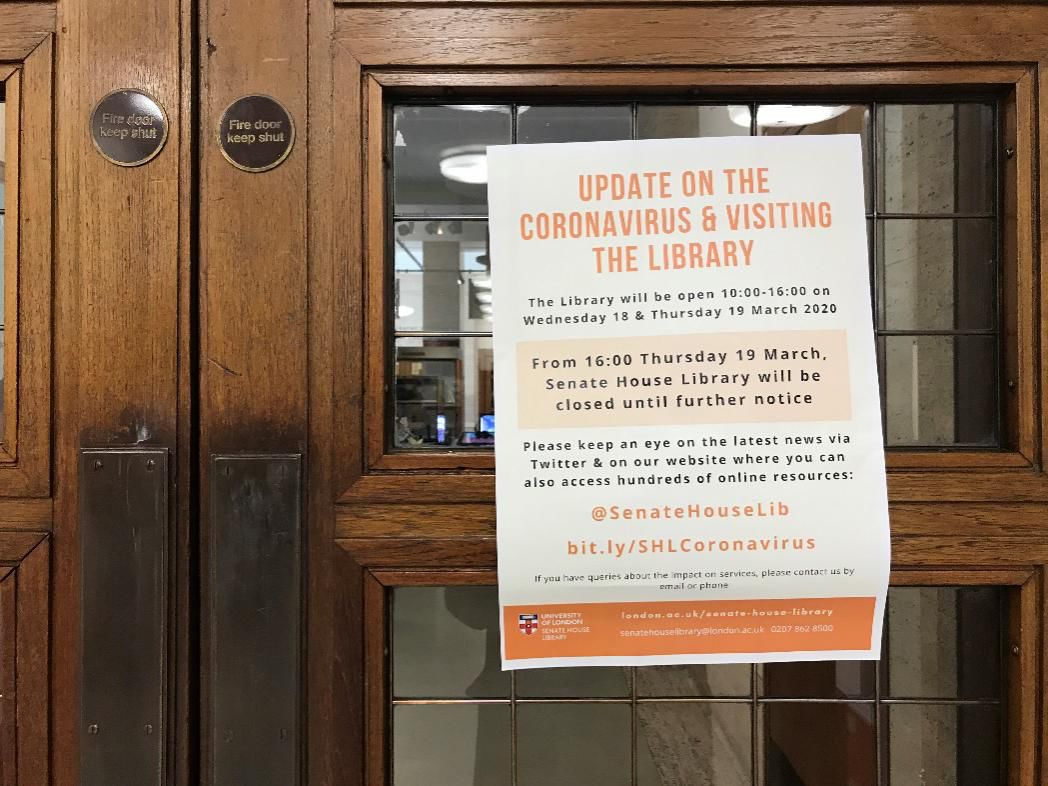 Fire door
keep shut
Fire door
keep shut
UPDATE ON THE
CORONAVIRUS & VISITING
THE LIBRARY
The Library will be open 10:00-16:00 on
Wednesday 18 & Thursday 19 March 2020
From 16:00 Thursday 19 March,
Senate House Library will be
closed until further notice
Please keep an eye on the latest news via
Twitter & on our website where you can
also access hundreds of online resources:
@SenateHouseLib
bit.ly/SHLCoronavirus
If you have queries about the impact on services, please contact us by
email or phone
UNIVERSITY
OF LONDON
SENATE HOUSE
LIBRARY
london.ac.uk/senate-house-library
senatehouselibrary@london.ac.uk 0207 862 8500